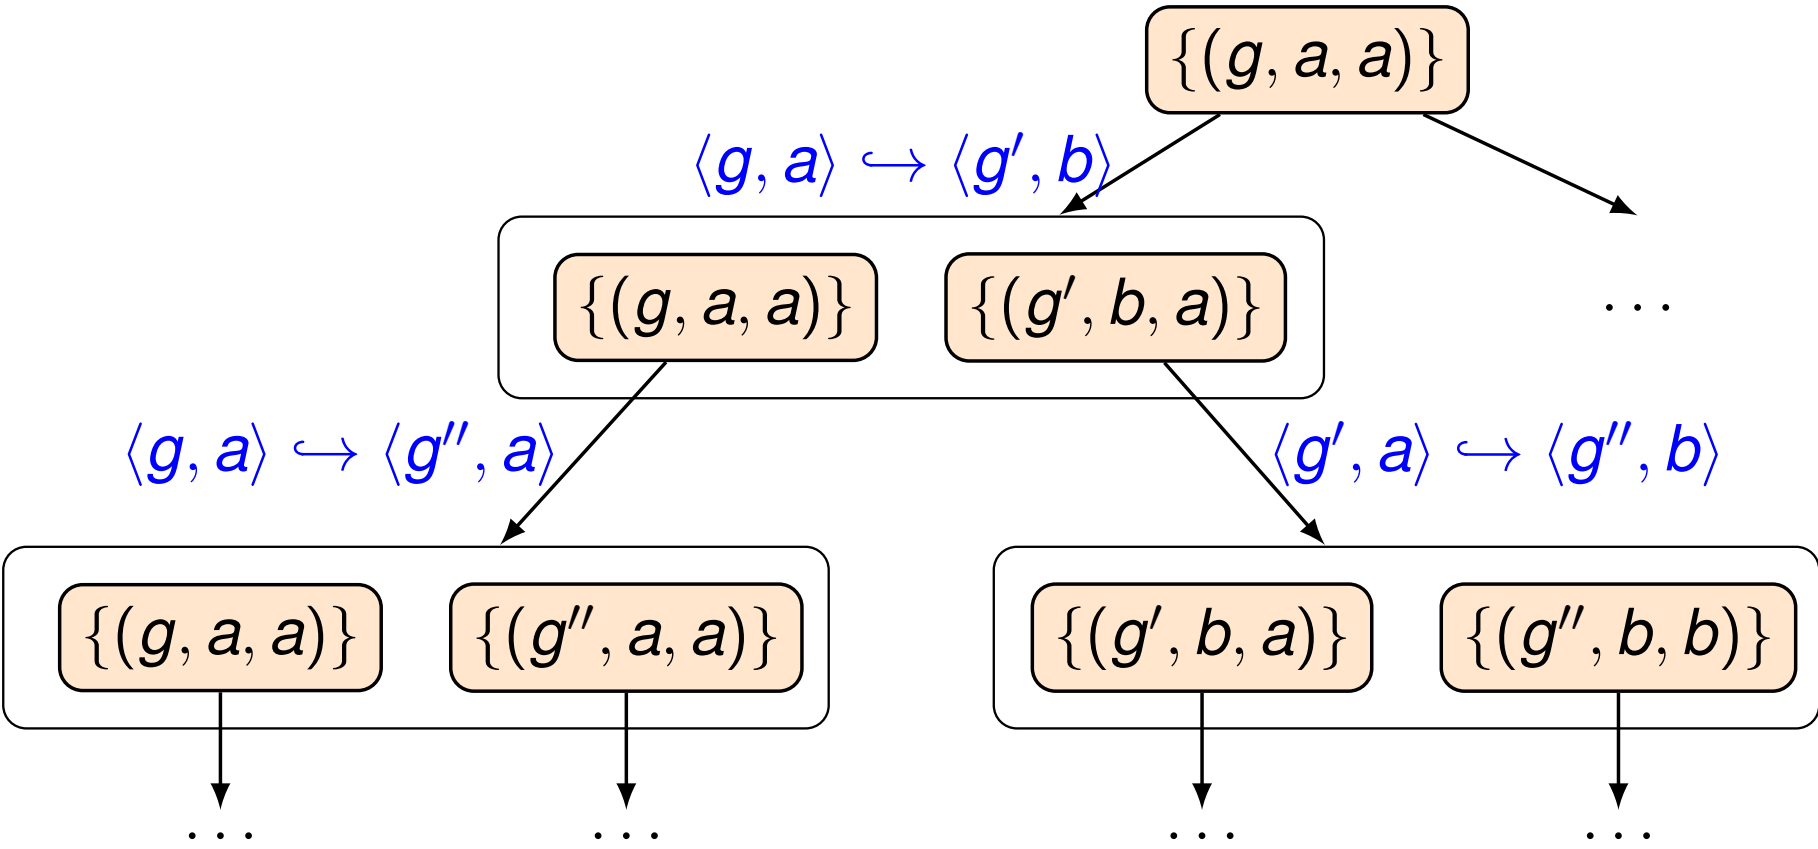 {(g, a, a)}
⟨g, a⟩ ↪ ⟨g′, b⟩
{(g, a, a)} {(g′, b, a)} ...
⟨g, a⟩ ↪ ⟨g″, a⟩ ⟨g′, a⟩ ↪ ⟨g″, b⟩
{(g, a, a)} {(g″, a, a)} {(g′, b, a)} {(g″, b, b)}
... ... ... ...